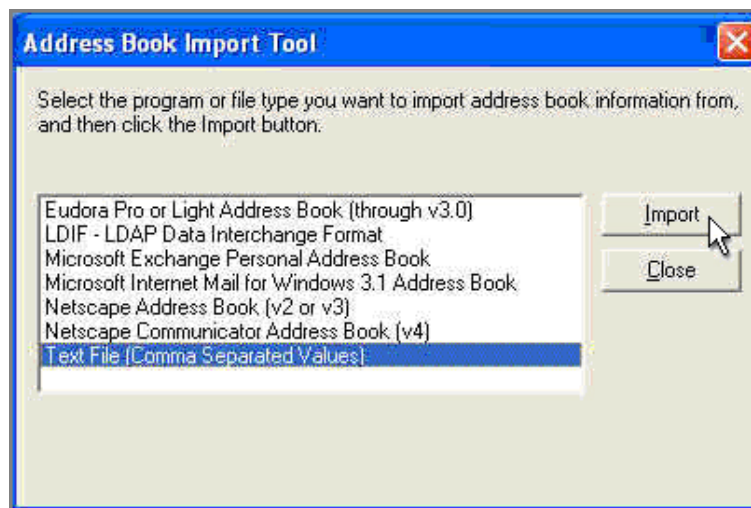 Address Book Import Tool
Select the program or file type you want to import address book information from,
and then click the Import button.
Eudora Pro or Light Address Book (through v3.0)
LDIF - LDAP Data Interchange Format
Microsoft Exchange Personal Address Book
Microsoft Internet Mail for Windows 3.1 Address Book
Netscape Address Book (v2 or v3)
Netscape Communicator Address Book (v4)
Text File (Comma Separated Values)
Import
Close